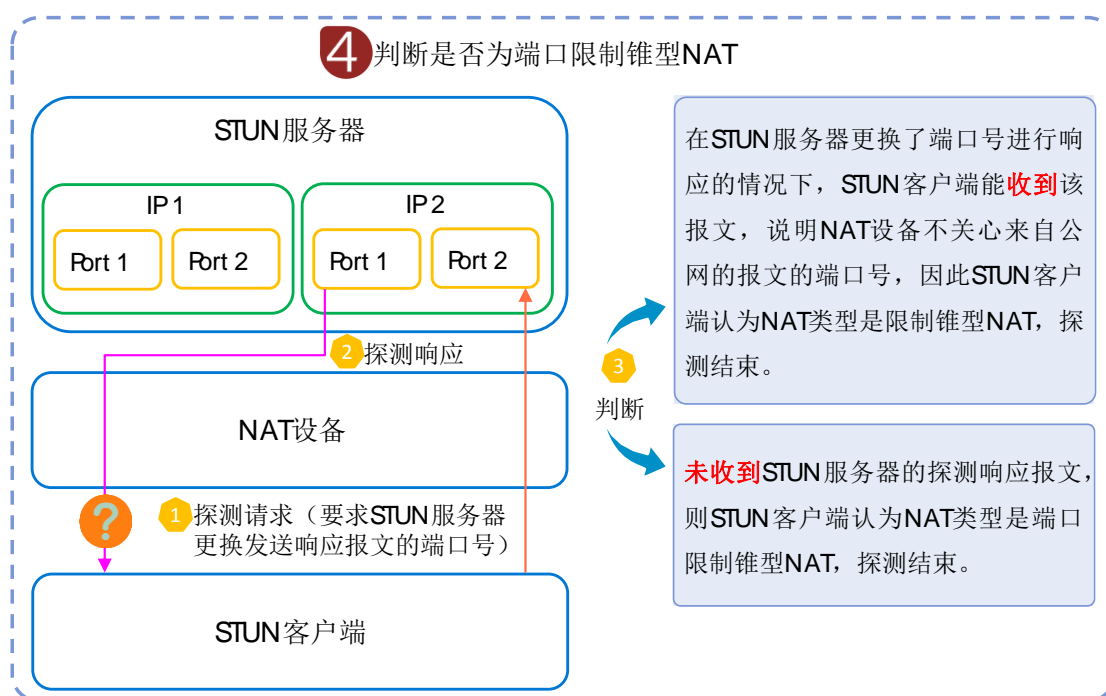 4 判断是否为端口限制锥型NAT
STUN服务器
IP1
Port 1
Port 2
IP2
Port 1
Port 2
2 探测响应
NAT设备
1 探测请求（要求STUN服务器
更换发送响应报文的端口号）
?
STUN客户端
3
判断
在STUN服务器更换了端口号进行响
应的情况下，STUN客户端能收到该
报文，说明NAT设备不关心来自公
网的报文的端口号，因此STUN客户
端认为NAT类型是限制锥型NAT，探
测结束。
未收到STUN服务器的探测响应报文，
则STUN客户端认为NAT类型是端口
限制锥型NAT，探测结束。